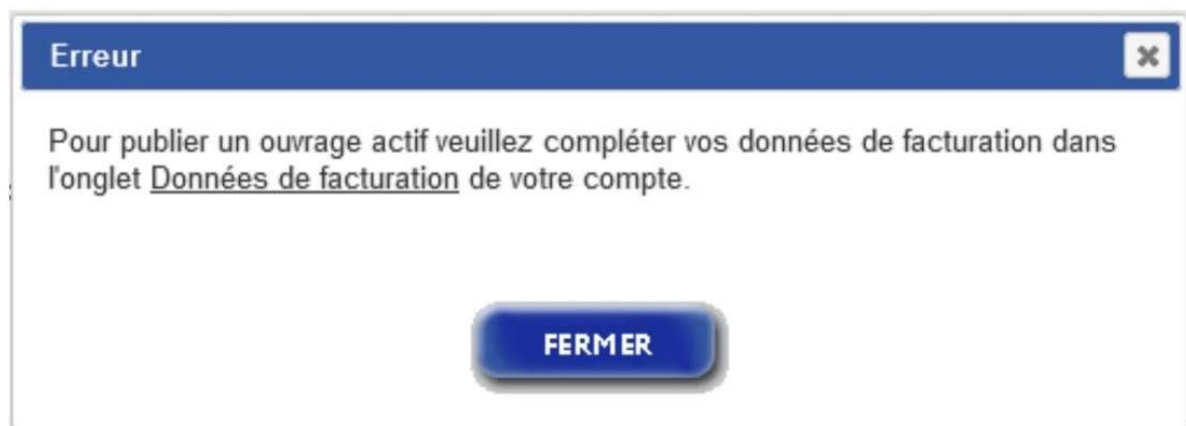 Erreur
Pour publier un ouvrage actif veuillez compléter vos données de facturation dans
l'onglet Données de facturation de votre compte.
FERMER